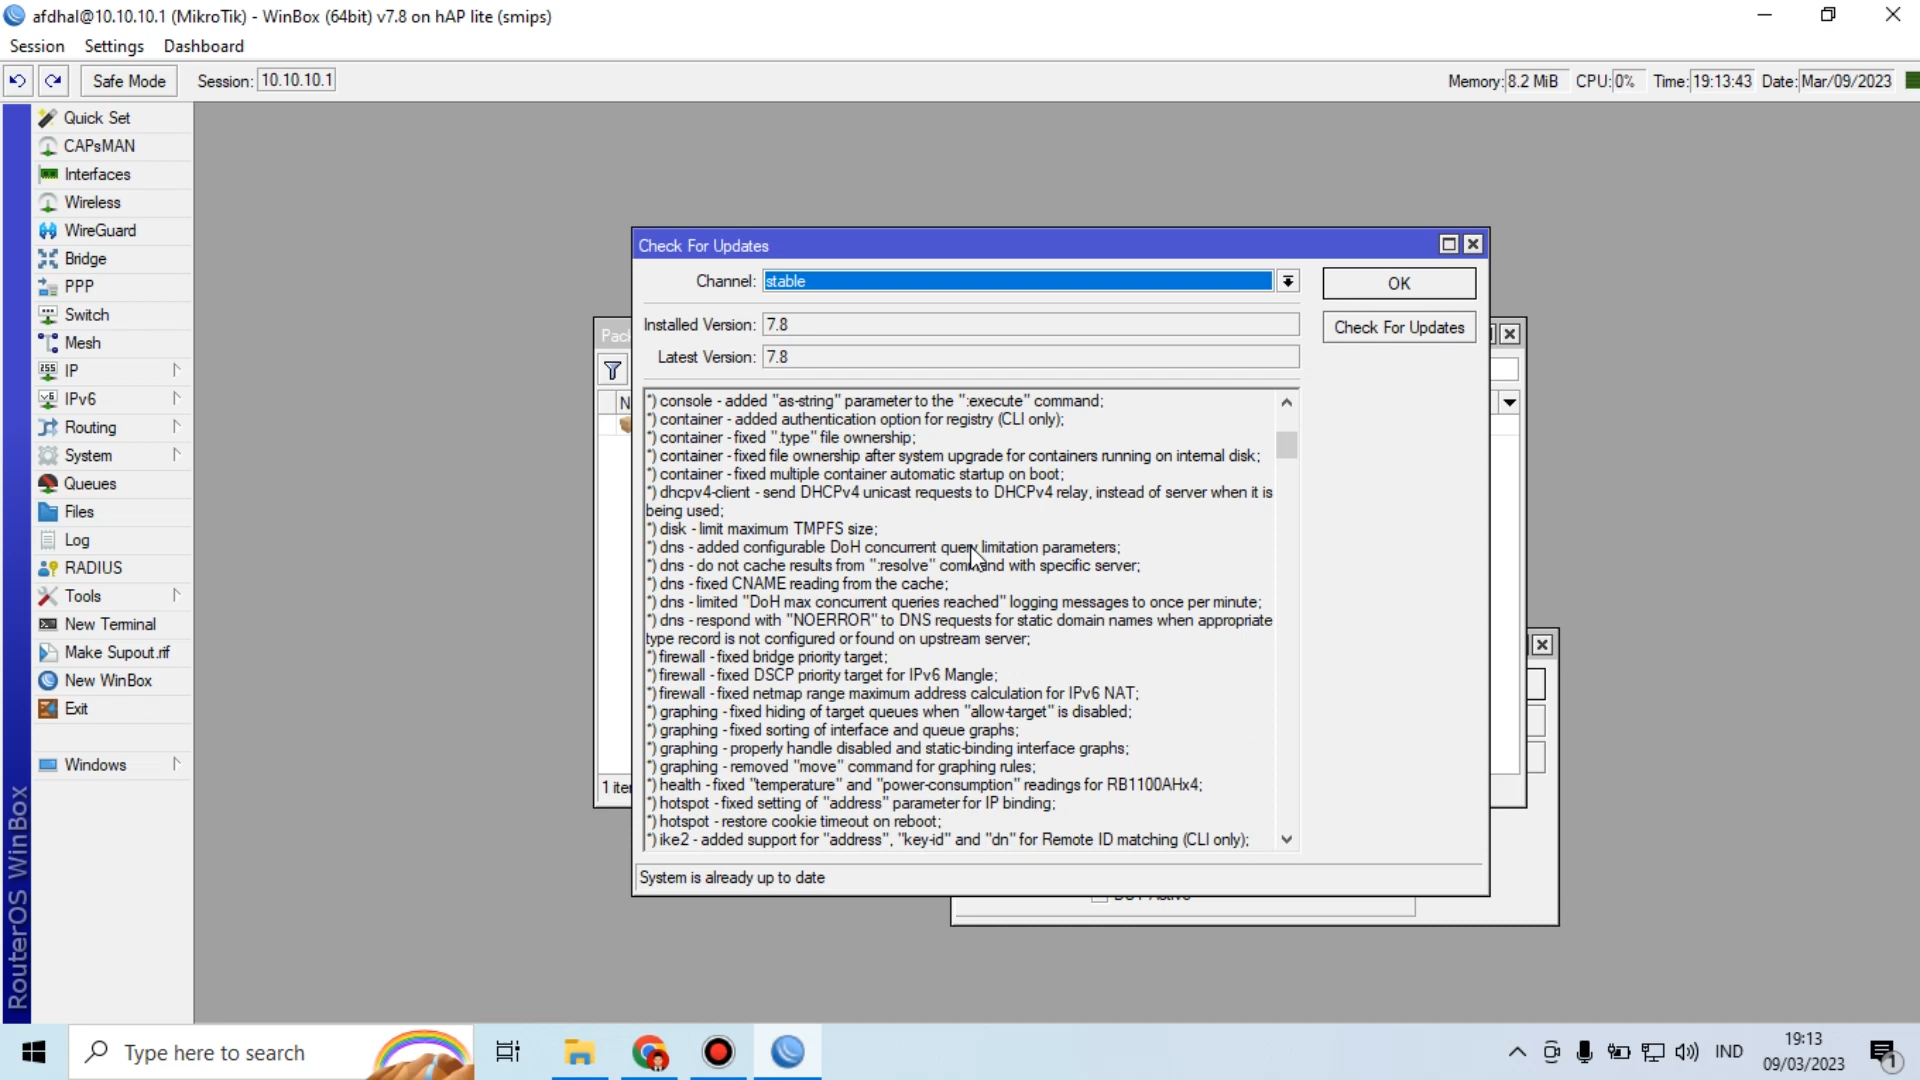 afdhal@10.10.10.1 (MikroTik) - WinBox (64bit) v7.8 on hAP lite (smips)
Session Settings Dashboard
Safe Mode Session: 10.10.10.1 Memory: 8.2 MiB CPU: 0% Time: 19:13:43 Date: Mar/09/2023
Quick Set
CAPsMAN
Interfaces
Wireless
WireGuard
Bridge
PPP
Switch
Mesh
IP
IPv6
Routing
System
Queues
Files
Log
RADIUS
Tools
New Terminal
Make Supout.rif
New WinBox
Exit
Windows
RouterOS WinBox
Check For Updates
Channel: stable
OK
Installed Version: 7.8
Check For Updates
Latest Version: 7.8
*) console - added "as-string" parameter to the ":execute" command;
*) container - added authentication option for registry (CLI only);
*) container - fixed ".type" file ownership;
*) container - fixed file ownership after system upgrade for containers running on internal disk;
*) container - fixed multiple container automatic startup on boot;
*) dhcpv4-client - send DHCPv4 unicast requests to DHCPv4 relay, instead of server when it is
being used;
*) disk - limit maximum TMPFS size;
*) dns - added configurable DoH concurrent query limitation parameters;
*) dns - do not cache results from ":resolve" command with specific server;
*) dns - fixed CNAME reading from the cache;
*) dns - limited "DoH max concurrent queries reached" logging messages to once per minute;
*) dns - respond with "NOERROR" to DNS requests for static domain names when appropriate
type record is not configured or found on upstream server;
*) firewall - fixed bridge priority target;
*) firewall - fixed DSCP priority target for IPv6 Mangle;
*) firewall - fixed netmap range maximum address calculation for IPv6 NAT;
*) graphing - fixed hiding of target queues when "allow-target" is disabled;
*) graphing - fixed sorting of interface and queue graphs;
*) graphing - properly handle disabled and static-binding interface graphs;
*) graphing - removed "move" command for graphing rules;
*) health - fixed "temperature" and "power-consumption" readings for RB1100AHx4;
*) hotspot - fixed setting of "address" parameter for IP binding;
*) hotspot - restore cookie timeout on reboot;
*) ike2 - added support for "address", "key-id" and "dn" for Remote ID matching (CLI only);
System is already up to date
Pac
N
1 ite
Type here to search
IND
19:13
09/03/2023
1